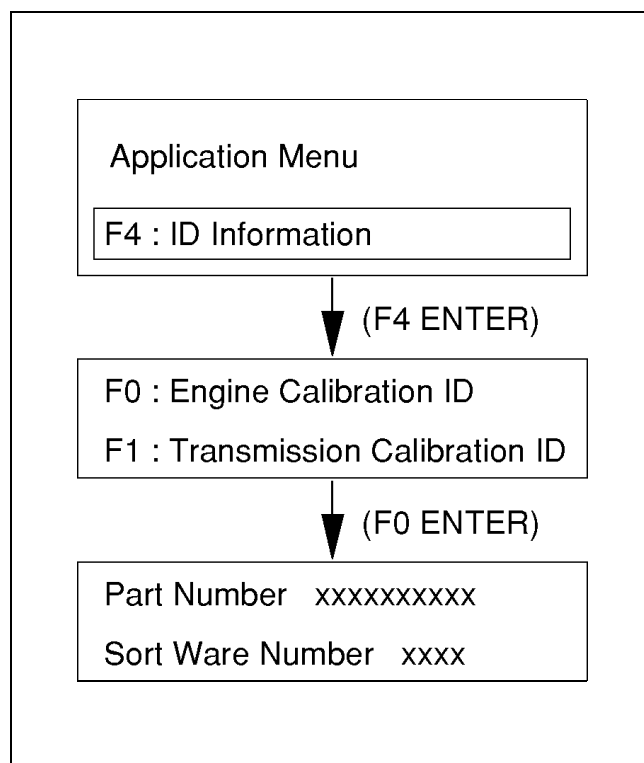 Application Menu
F4 : ID Information
(F4 ENTER)
F0 : Engine Calibration ID
F1 : Transmission Calibration ID
(F0 ENTER)
Part Number xxxxxxxxxx
Sort Ware Number xxxx